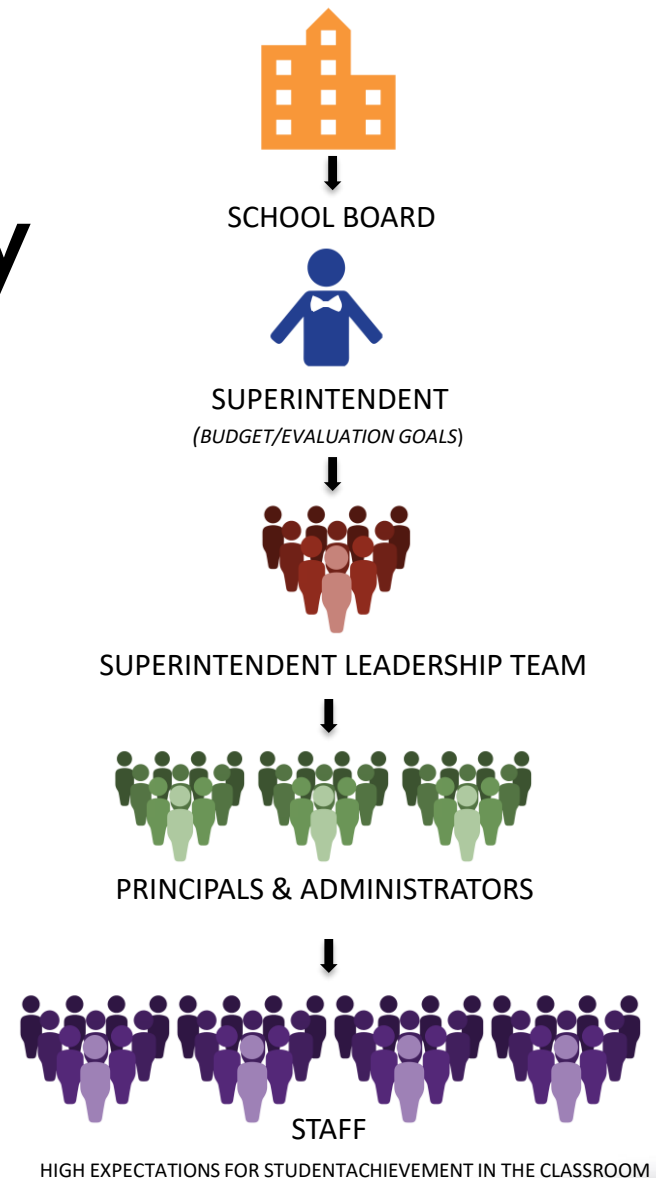 y
SCHOOL BOARD
SUPERINTENDENT
(BUDGET/EVALUATION GOALS)
SUPERINTENDENT LEADERSHIP TEAM
PRINCIPALS & ADMINISTRATORS
STAFF
HIGH EXPECTATIONS FOR STUDENTACHIEVEMENT IN THE CLASSROOM